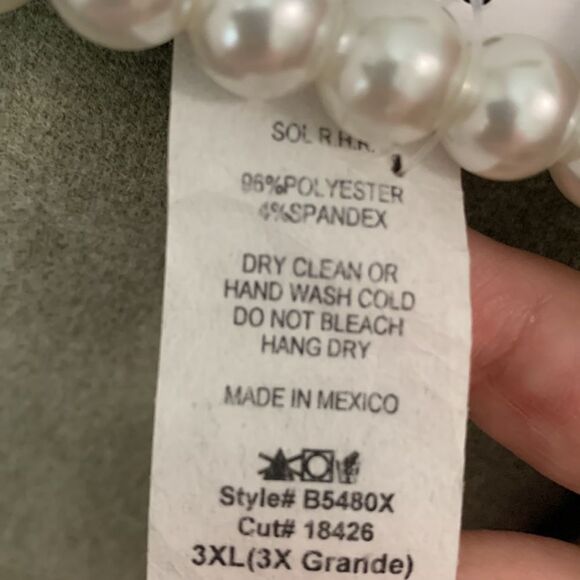 SOL R.H.R.
96%POLYESTER
4%SPANDEX
DRY CLEAN OR
HAND WASH COLD
DO NOT BLEACH
HANG DRY
MADE IN MEXICO
Style# B5480X
Cut# 18426
3XL(3X Grande)